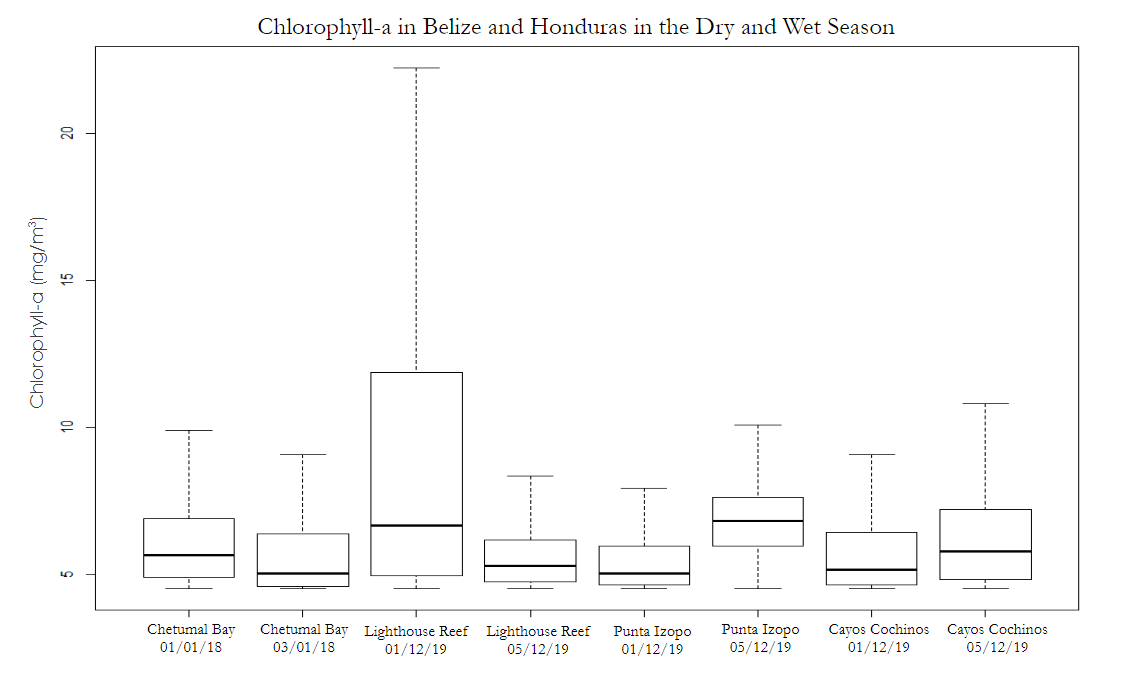 Chlorophyll-a in Belize and Honduras in the Dry and Wet Season
Chlorophyll-a (mg/m³)
20
15
10
5
Chetumal Bay
01/01/18
Chetumal Bay
03/01/18
Lighthouse Reef
01/12/19
Lighthouse Reef
05/12/19
Punta Izopo
01/12/19
Punta Izopo
05/12/19
Cayos Cochinos
01/12/19
Cayos Cochinos
05/12/19